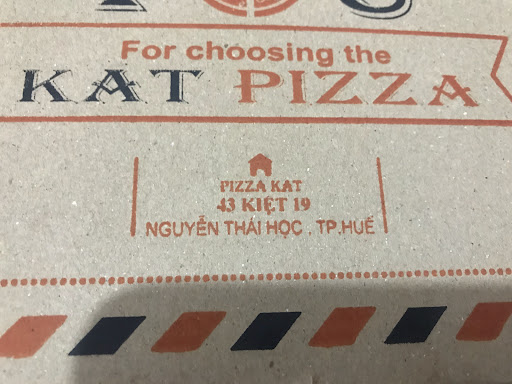 For choosing the
KAT PIZZA
PIZZA KAT
43 KIỆT 19
NGUYỄN THÁI HỌC , TP.HUẾ